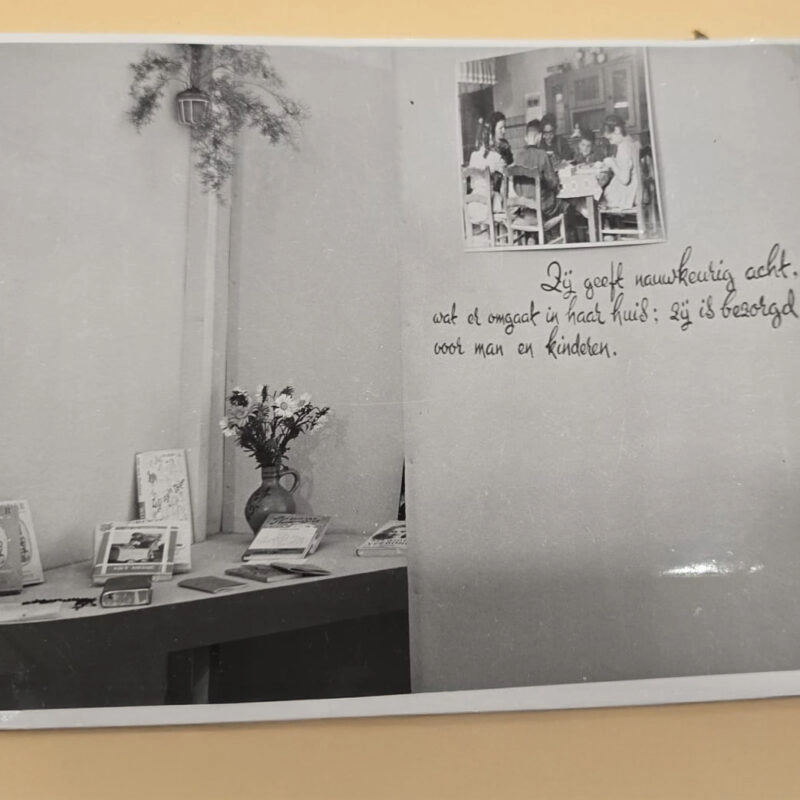 Zij geeft nauwkeurig acht.
wat er omgaat in haar huis; zij is bezorgd
voor man en kinderen.